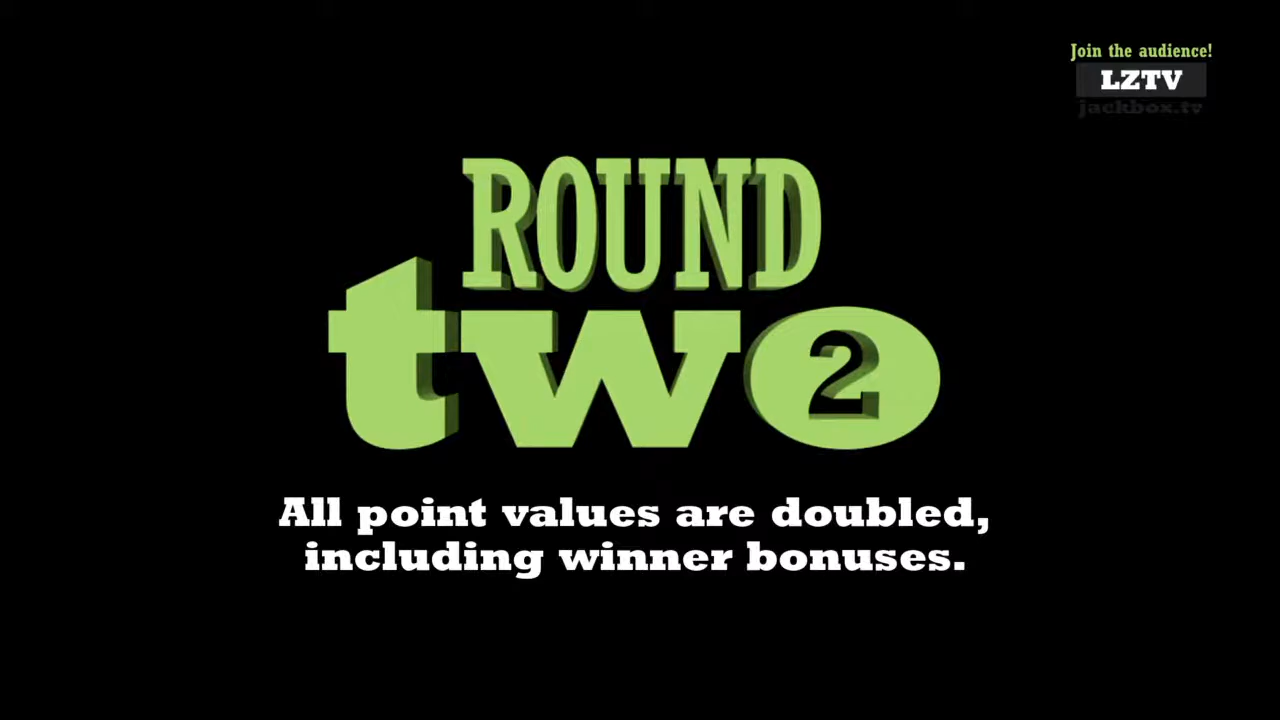 Join the audience!
LZTV
jackbox.tv
ROUND
two
2
All point values are doubled,
including winner bonuses.